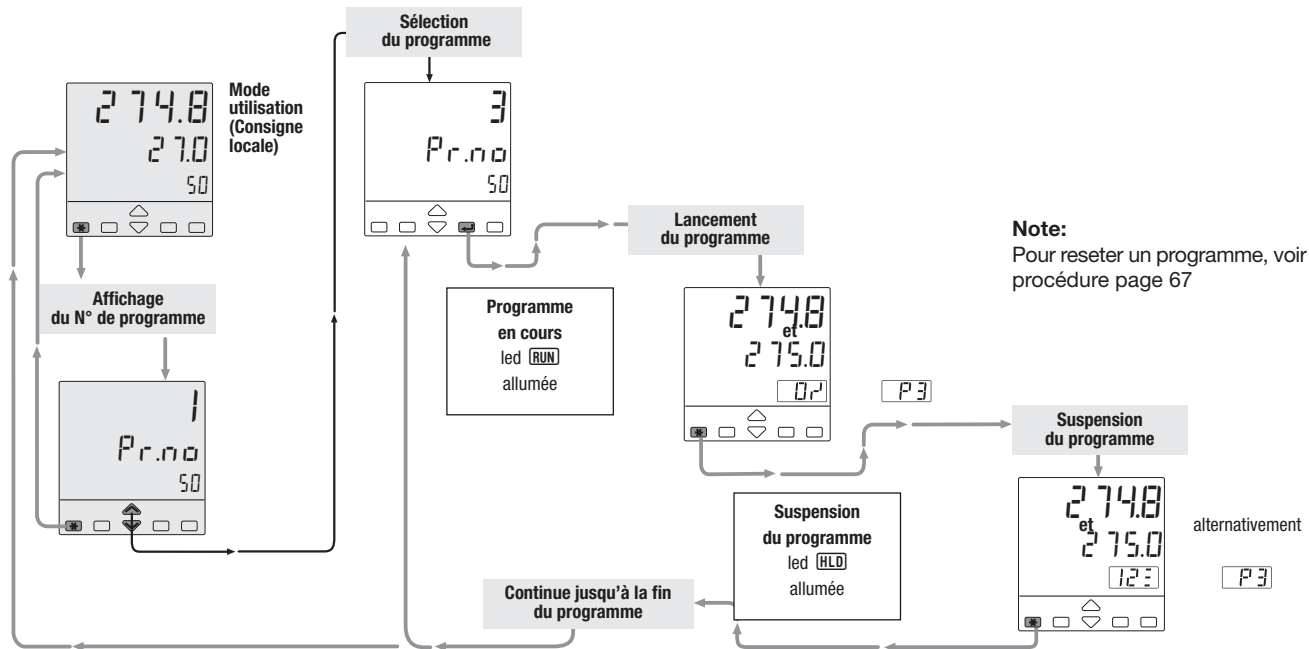 Sélection
du programme
274.8
27.0
50
Mode
utilisation
(Consigne
locale)
Affichage
du N° de programme
1
Pr.no
50
3
Pr.no
50
Programme
en cours
led RUN
allumée
Lancement
du programme
274.8
et
275.0
P3
Note:
Pour reseter un programme, voir
procédure page 67
Suspension
du programme
274.8
et
275.0
alternativement
P3
Suspension
du programme
led HLD
allumée
Continue jusqu'à la fin
du programme